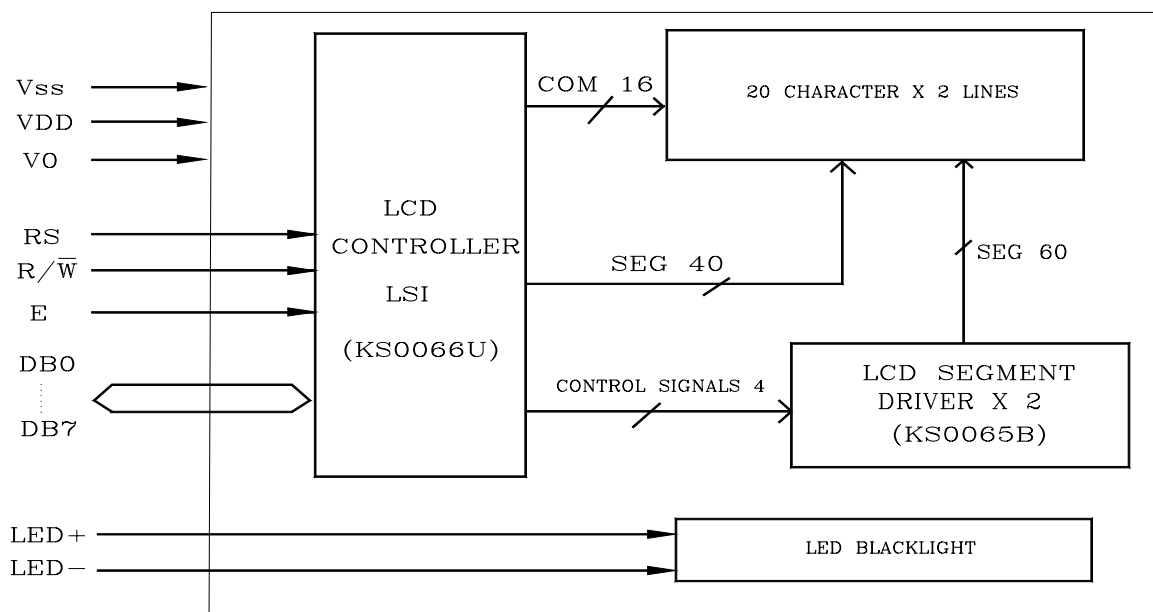 Vss
VDD
V0
RS
R/W̅
E
DB0
DB7
LED+
LED-
LCD
CONTROLLER
LSI
(KS0066U)
COM 16
20 CHARACTER X 2 LINES
SEG 40
SEG 60
CONTROL SIGNALS 4
LCD SEGMENT
DRIVER X 2
(KS0065B)
LED BLACKLIGHT